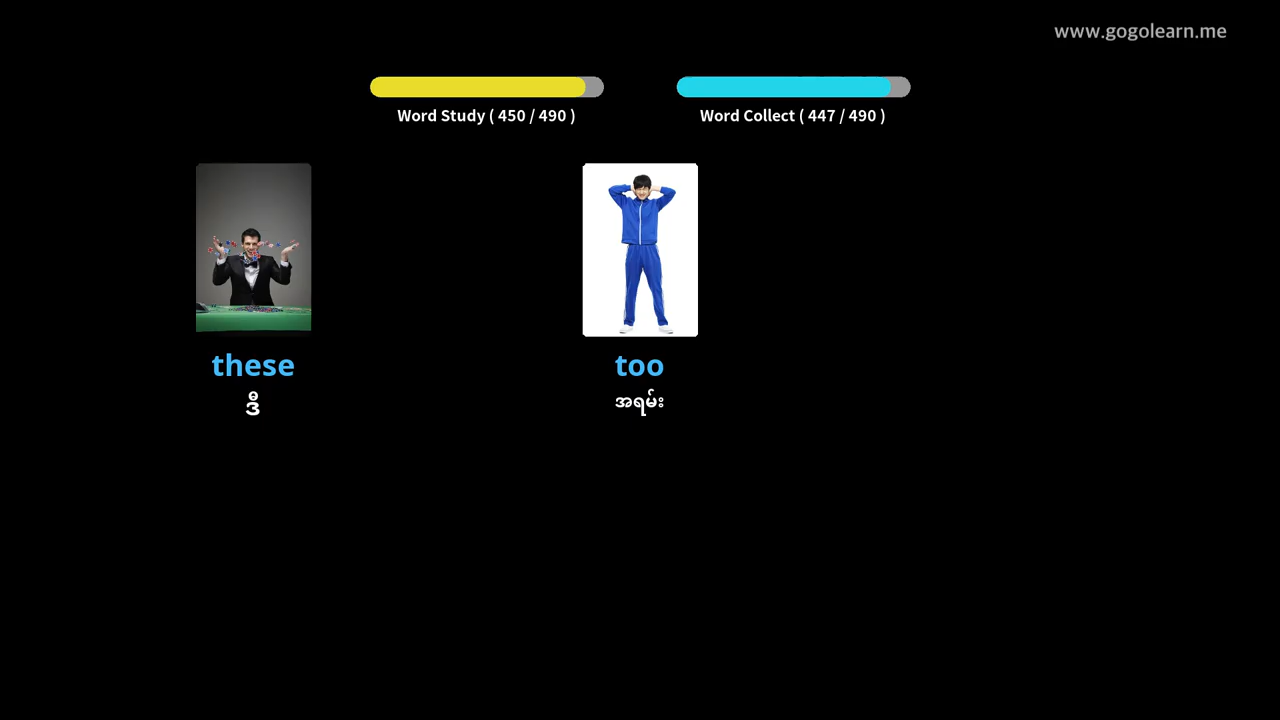 www.gogolearn.me
Word Study ( 450 / 490 )
Word Collect ( 447 / 490 )
these
ဒီ
too
အရမ်း